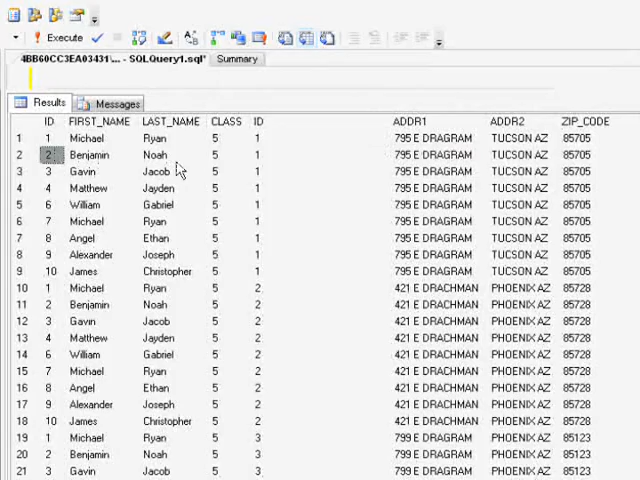 Execute
4BB60CC3EA03431\... - SQLQuery1.sql* Summary
Results Messages
ID FIRST_NAME LAST_NAME CLASS ID ADDR1 ADDR2 ZIP_CODE
1 1 Michael Ryan 5 1 795 E DRAGRAM TUCSON AZ 85705
2 2 Benjamin Noah 5 1 795 E DRAGRAM TUCSON AZ 85705
3 3 Gavin Jacob 5 1 795 E DRAGRAM TUCSON AZ 85705
4 4 Matthew Jayden 5 1 795 E DRAGRAM TUCSON AZ 85705
5 6 William Gabriel 5 1 795 E DRAGRAM TUCSON AZ 85705
6 7 Michael Ryan 5 1 795 E DRAGRAM TUCSON AZ 85705
7 8 Angel Ethan 5 1 795 E DRAGRAM TUCSON AZ 85705
8 9 Alexander Joseph 5 1 795 E DRAGRAM TUCSON AZ 85705
9 10 James Christopher 5 1 795 E DRAGRAM TUCSON AZ 85705
10 1 Michael Ryan 5 2 421 E DRACHMAN PHOENIX AZ 85728
11 2 Benjamin Noah 5 2 421 E DRACHMAN PHOENIX AZ 85728
12 3 Gavin Jacob 5 2 421 E DRACHMAN PHOENIX AZ 85728
13 4 Matthew Jayden 5 2 421 E DRACHMAN PHOENIX AZ 85728
14 6 William Gabriel 5 2 421 E DRACHMAN PHOENIX AZ 85728
15 7 Michael Ryan 5 2 421 E DRACHMAN PHOENIX AZ 85728
16 8 Angel Ethan 5 2 421 E DRACHMAN PHOENIX AZ 85728
17 9 Alexander Joseph 5 2 421 E DRACHMAN PHOENIX AZ 85728
18 10 James Christopher 5 2 421 E DRACHMAN PHOENIX AZ 85728
19 1 Michael Ryan 5 3 799 E DRAGRAM PHOENIX AZ 85123
20 2 Benjamin Noah 5 3 799 E DRAGRAM PHOENIX AZ 85123
21 3 Gavin Jacob 5 3 799 E DRAGRAM PHOENIX AZ 85123